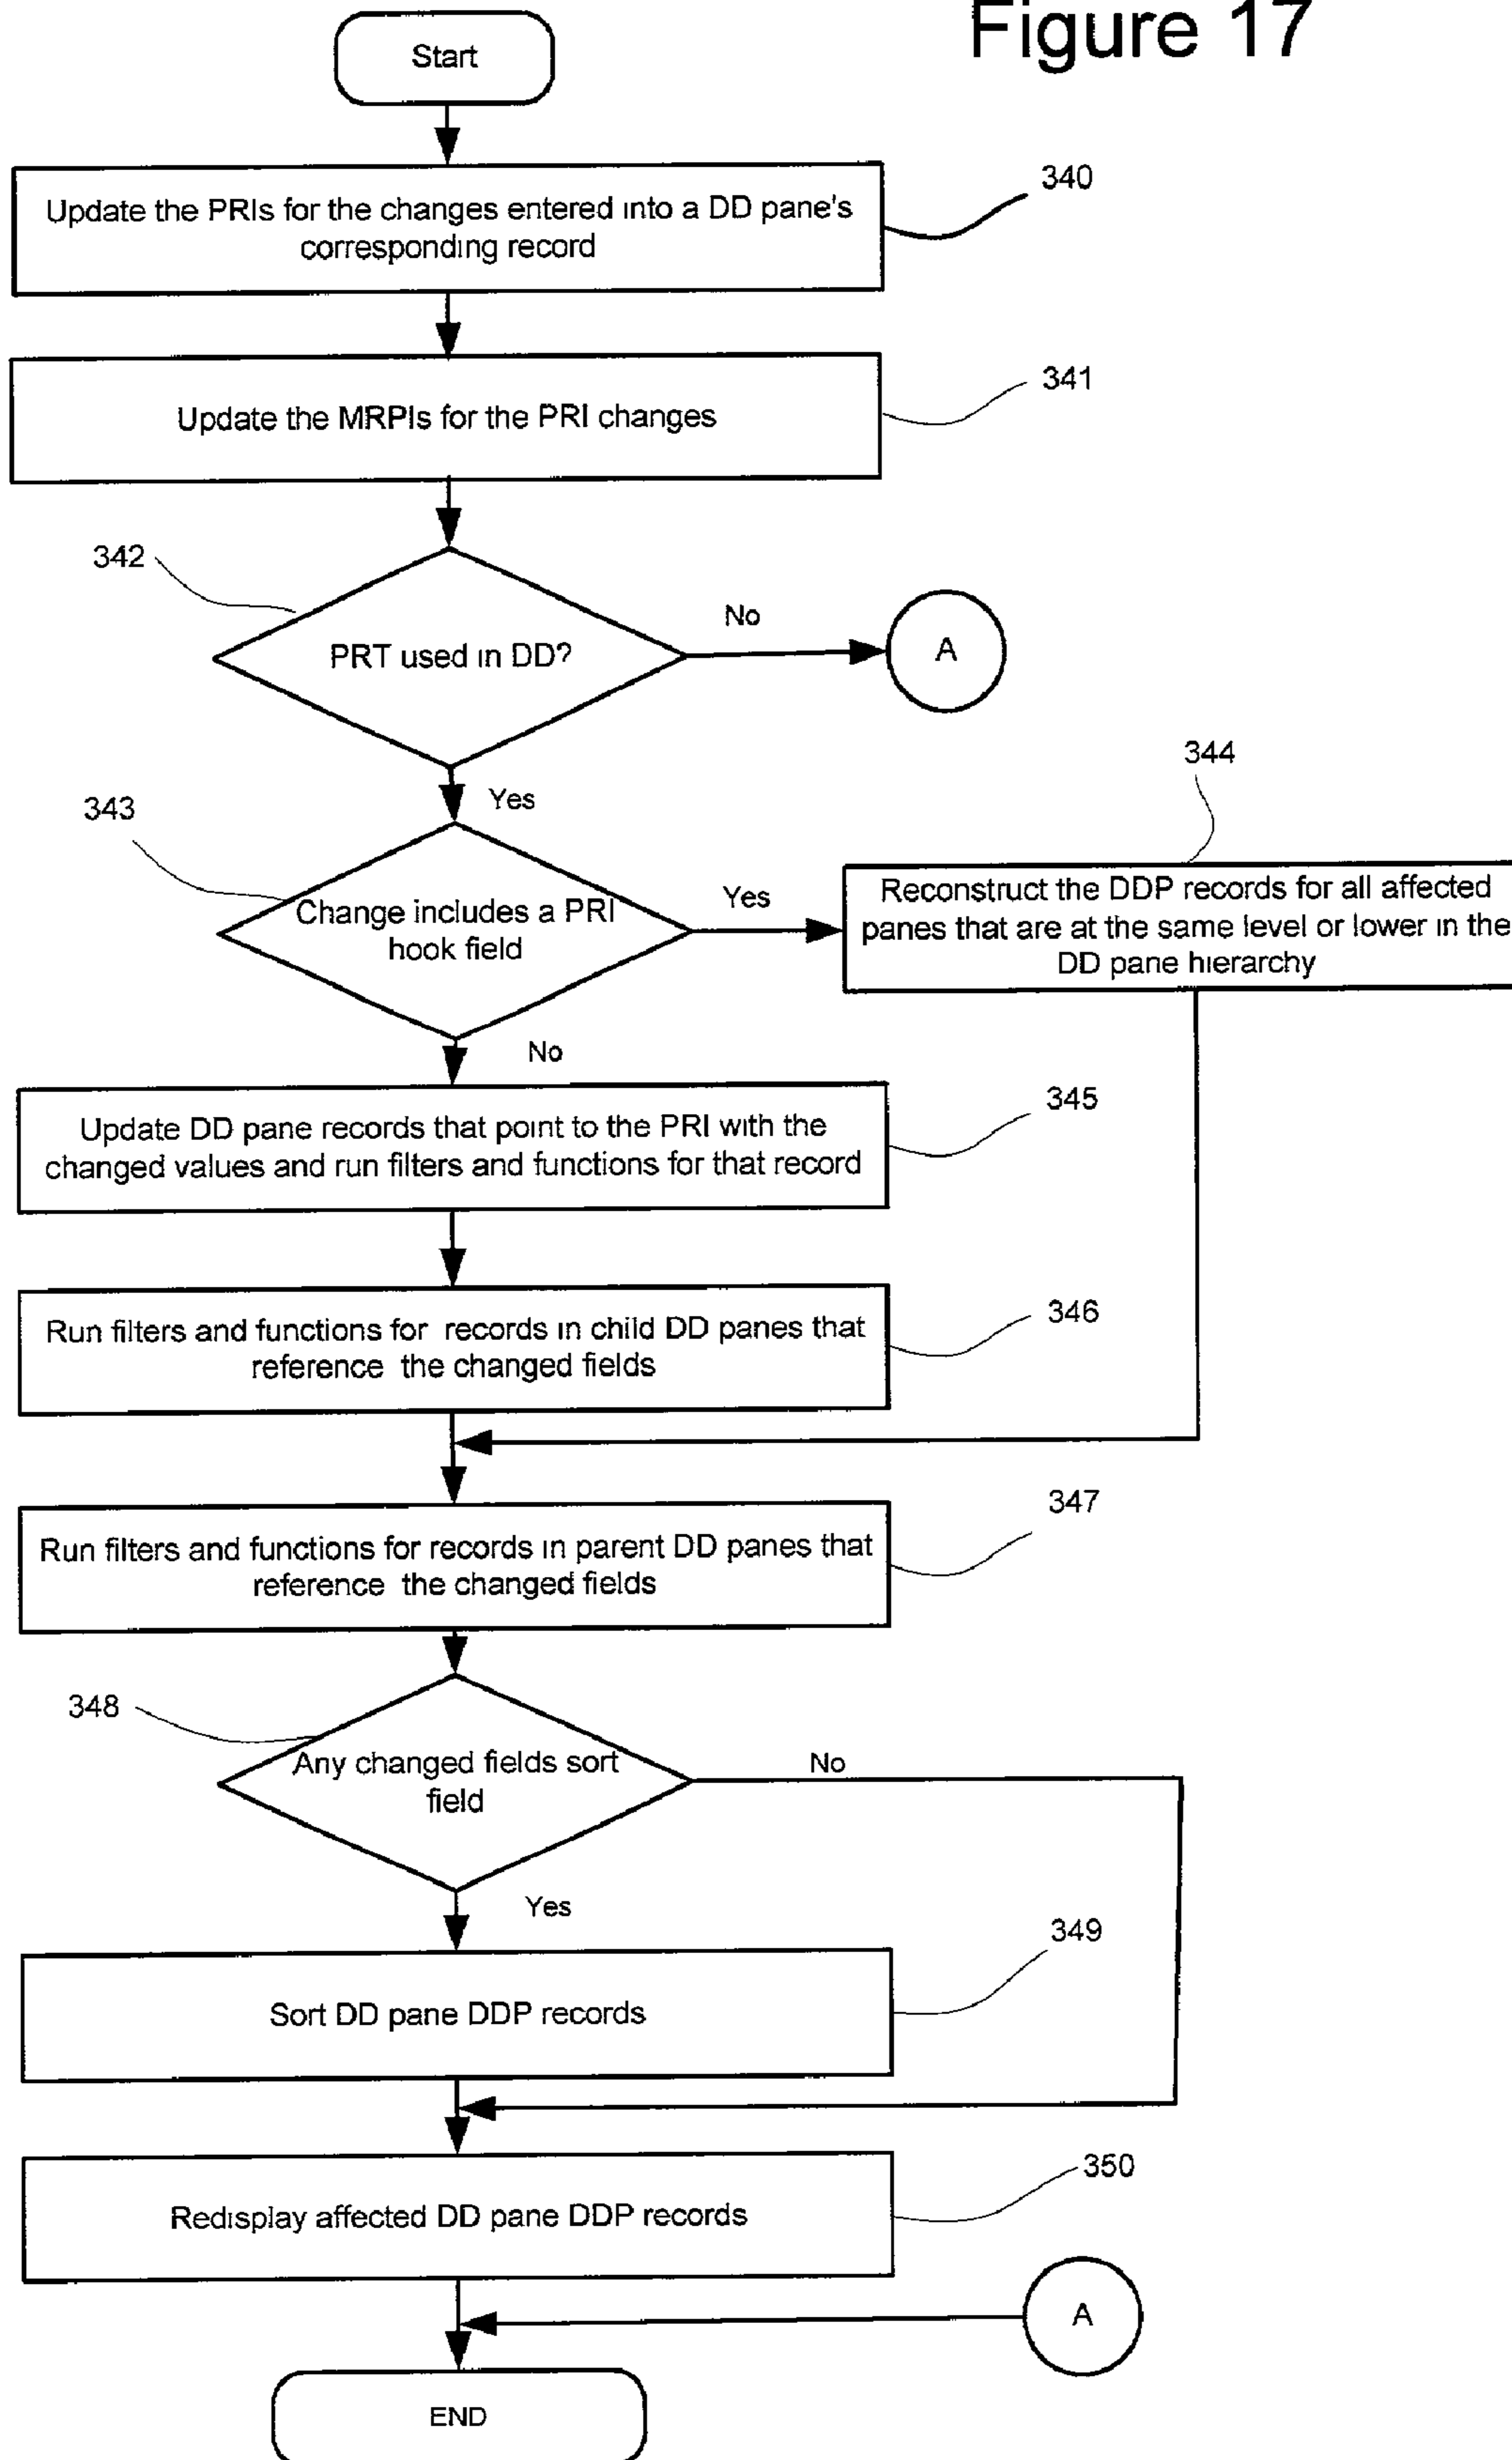 Figure 17
Start
Update the PRIs for the changes entered into a DD pane's
corresponding record
340
Update the MRPIs for the PRI changes
341
342
PRT used in DD?
No
A
Yes
343
Change includes a PRI
hook field
Yes
344
Reconstruct the DDP records for all affected
panes that are at the same level or lower in the
DD pane hierarchy
No
Update DD pane records that point to the PRI with the
changed values and run filters and functions for that record
345
Run filters and functions for records in child DD panes that
reference the changed fields
346
Run filters and functions for records in parent DD panes that
reference the changed fields
347
348
Any changed fields sort
field
No
Yes
Sort DD pane DDP records
349
Redisplay affected DD pane DDP records
350
A
END